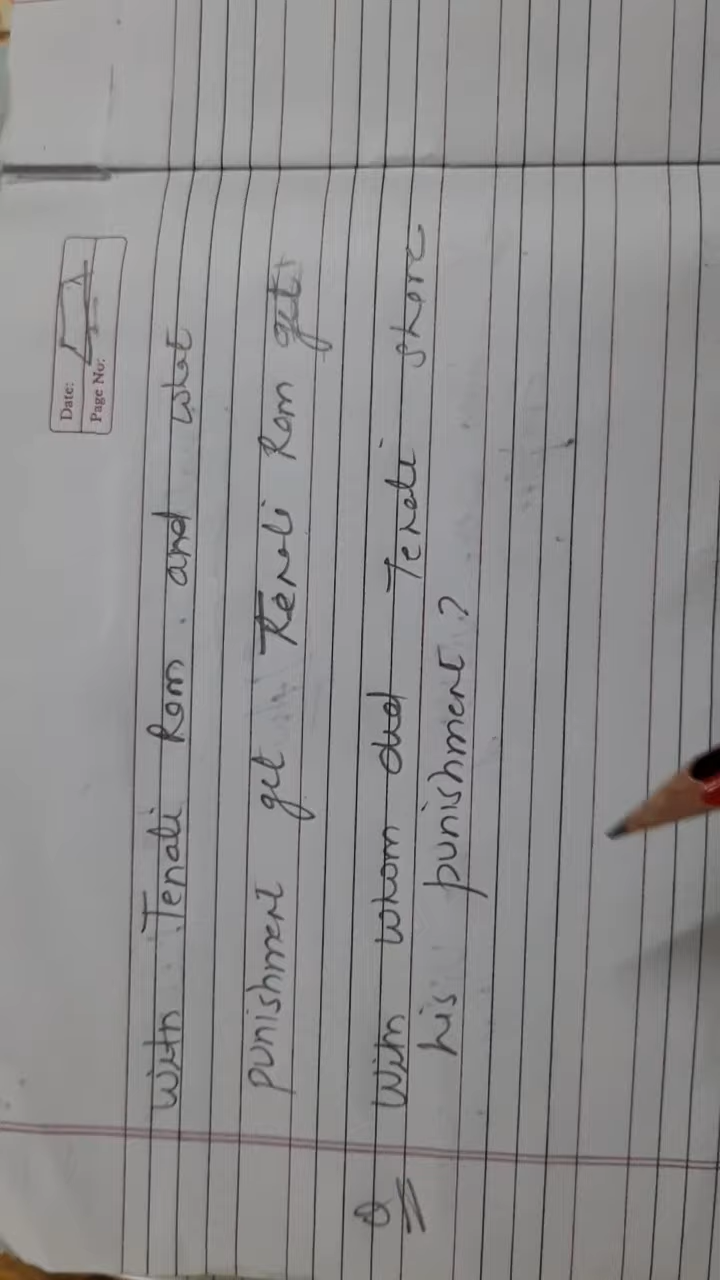 Date:
Page No:
with Tenali Ram and what
punishment get Tenali Ram get
Q With whom did Tenali share
his punishment?